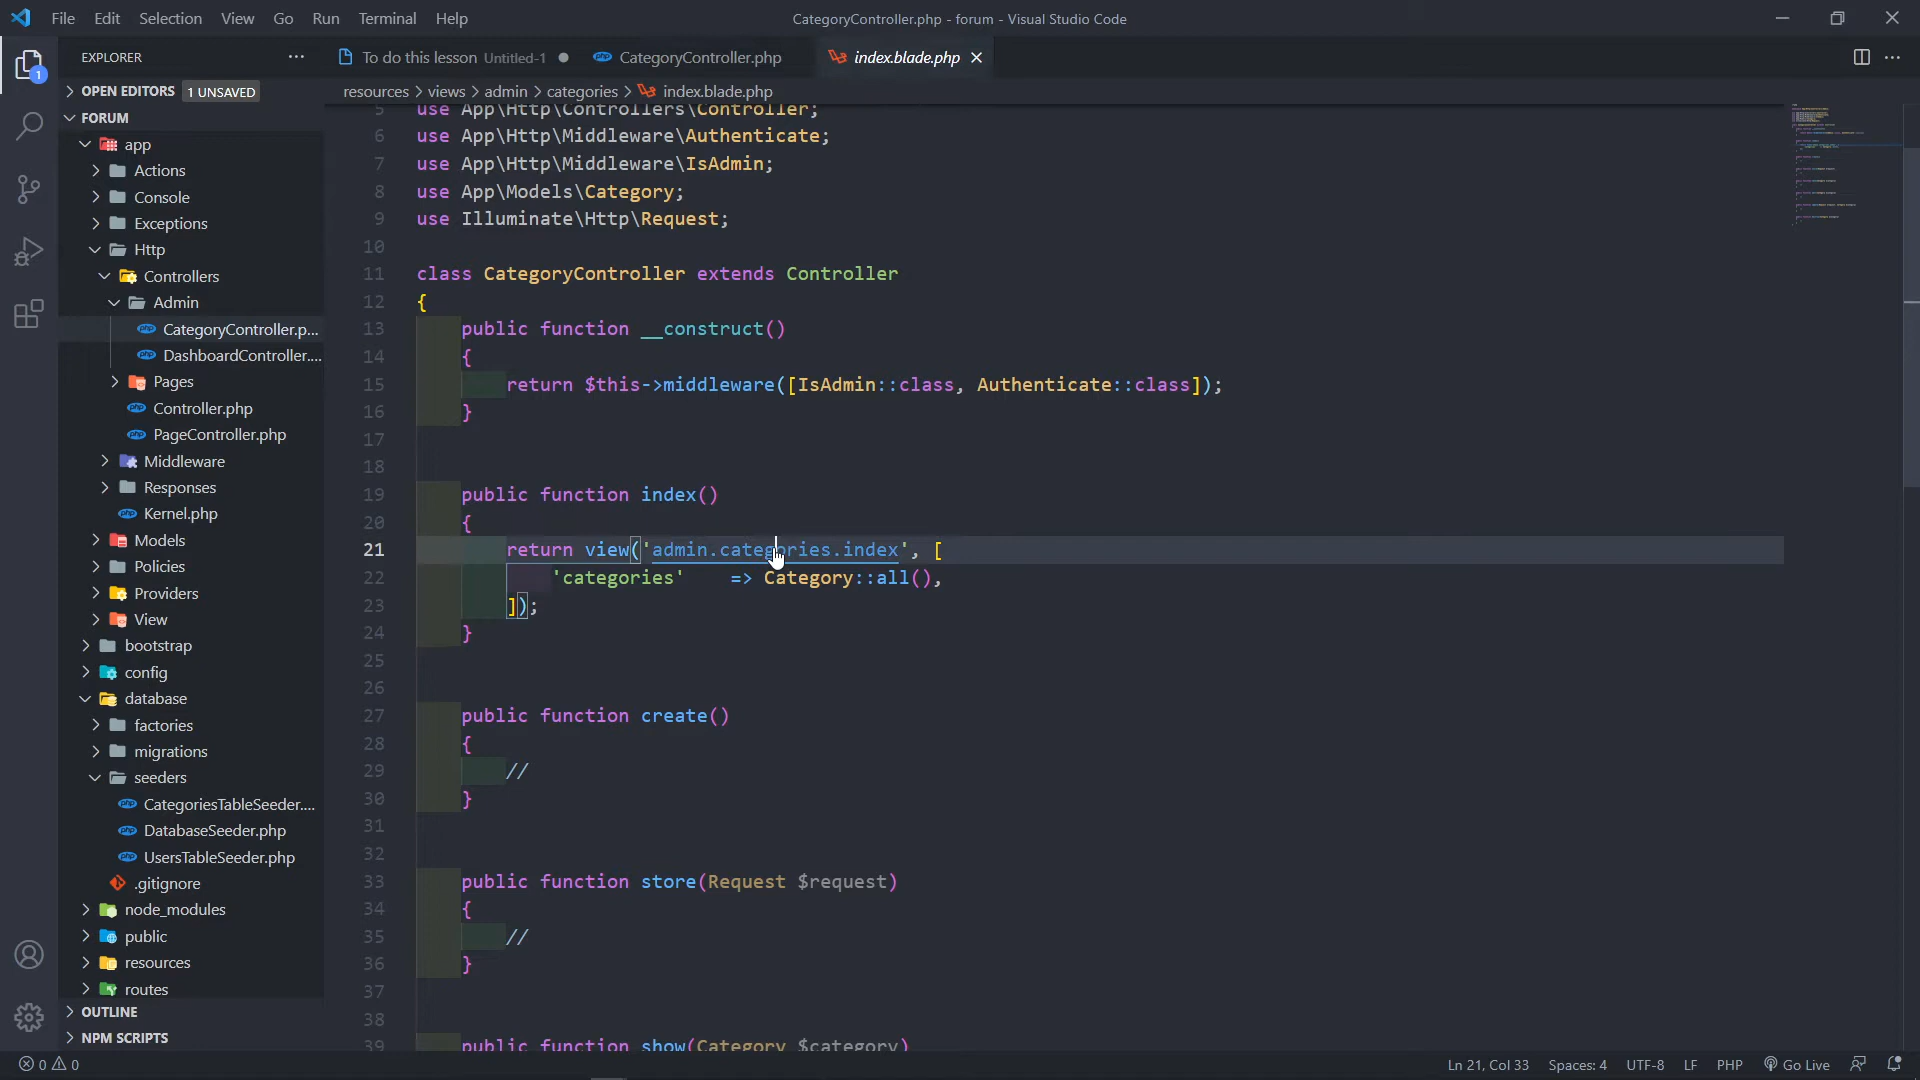 File Edit Selection View Go Run Terminal Help
CategoryController.php - forum - Visual Studio Code
EXPLORER
To do this lesson Untitled-1
CategoryController.php
index.blade.php
OPEN EDITORS 1 UNSAVED
resources > views > admin > categories > index.blade.php
FORUM
app
Actions
Console
Exceptions
Http
Controllers
Admin
CategoryController.p...
DashboardController....
Pages
Controller.php
PageController.php
Middleware
Responses
Kernel.php
Models
Policies
Providers
View
bootstrap
config
database
factories
migrations
seeders
CategoriesTableSeeder....
DatabaseSeeder.php
UsersTableSeeder.php
.gitignore
node_modules
public
resources
routes
OUTLINE
NPM SCRIPTS
1
5 use App\Http\Controllers\Controller;
6 use App\Http\Middleware\Authenticate;
7 use App\Http\Middleware\IsAdmin;
8 use App\Models\Category;
9 use Illuminate\Http\Request;
10
11 class CategoryController extends Controller
12 {
13 public function __construct()
14 {
15 return $this->middleware([IsAdmin::class, Authenticate::class]);
16 }
17
18
19 public function index()
20 {
21 return view('admin.categories.index', [
22 'categories' => Category::all(),
23 ]);
24 }
25
26
27 public function create()
28 {
29 //
30 }
31
32
33 public function store(Request $request)
34 {
35 //
36 }
37
38
39 public function show(Category $category)
0 0
Ln 21, Col 33 Spaces: 4 UTF-8 LF PHP Go Live